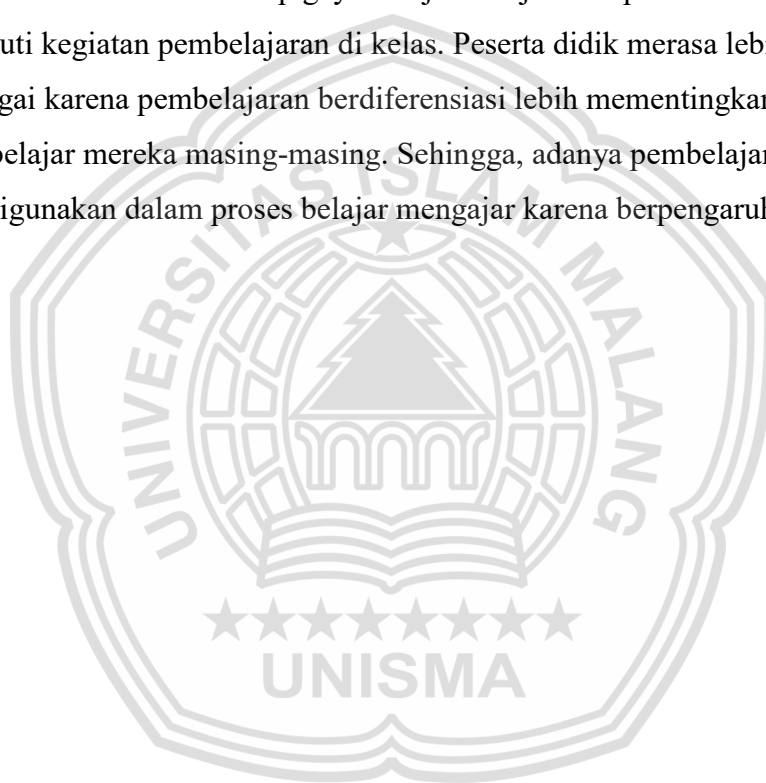 uti kegiatan pembelajaran di kelas. Peserta didik merasa lebi
gai karena pembelajaran berdiferensiasi lebih mementingkan
belajar mereka masing-masing. Sehingga, adanya pembelajar
igunakan dalam proses belajar mengajar karena berpengaruh
UNIVERSITAS ISLAM MALANG
UNISMA